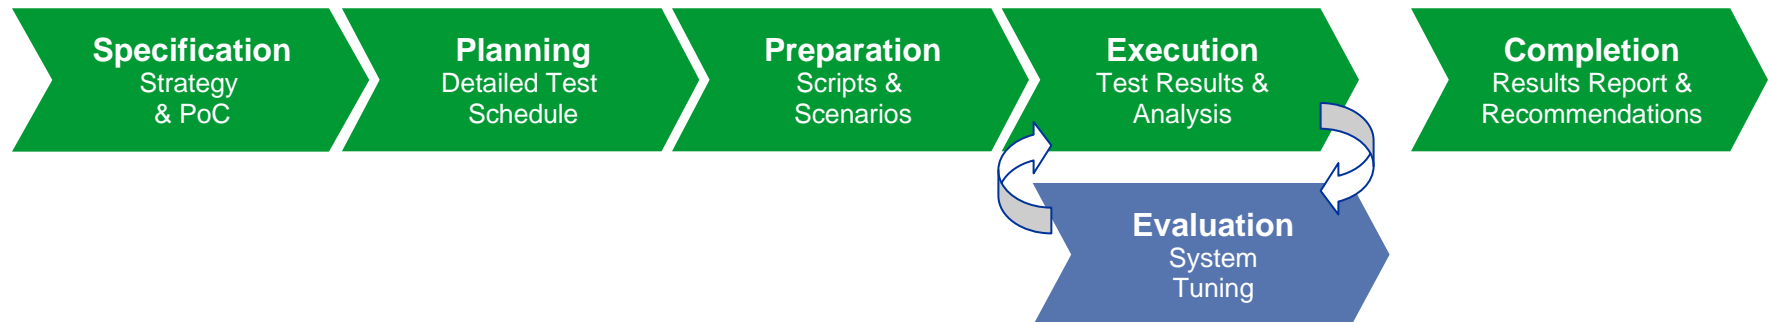 Specification
Strategy
& PoC
Planning
Detailed Test
Schedule
Preparation
Scripts &
Scenarios
Execution
Test Results &
Analysis
Completion
Results Report &
Recommendations
Evaluation
System
Tuning